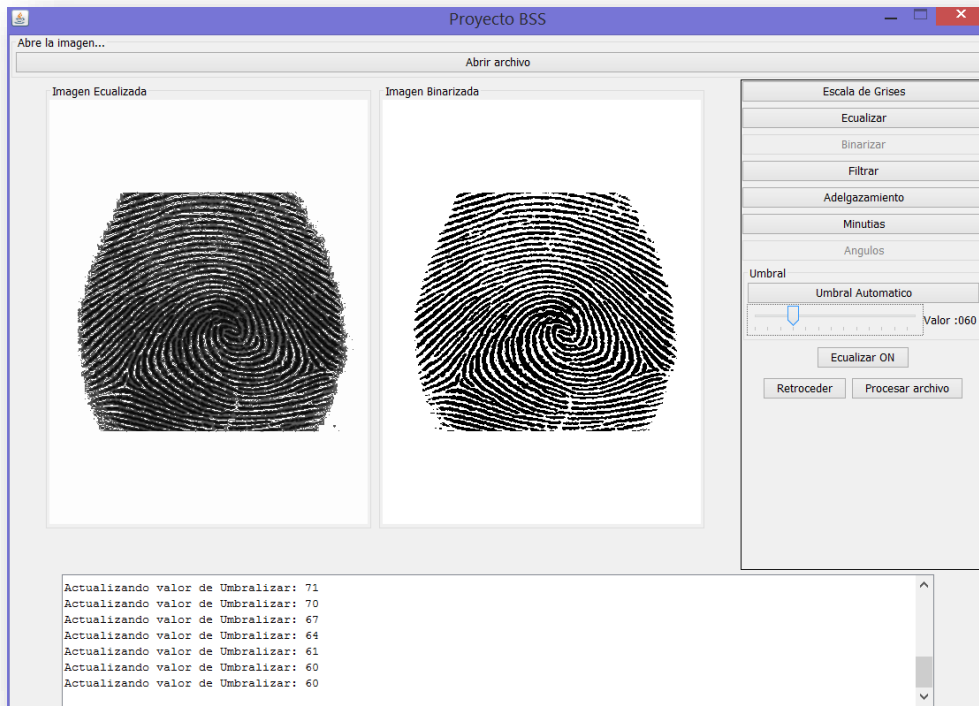 Proyecto BSS
Abre la imagen...
Abrir archivo
Imagen Ecualizada
Imagen Binarizada
Escala de Grises
Ecualizar
Binarizar
Filtrar
Adelgazamiento
Minutias
Angulos
Umbral
Umbral Automatico
Valor :060
Ecualizar ON
Retroceder
Procesar archivo
Actualizando valor de Umbralizar: 71
Actualizando valor de Umbralizar: 70
Actualizando valor de Umbralizar: 67
Actualizando valor de Umbralizar: 64
Actualizando valor de Umbralizar: 61
Actualizando valor de Umbralizar: 60
Actualizando valor de Umbralizar: 60